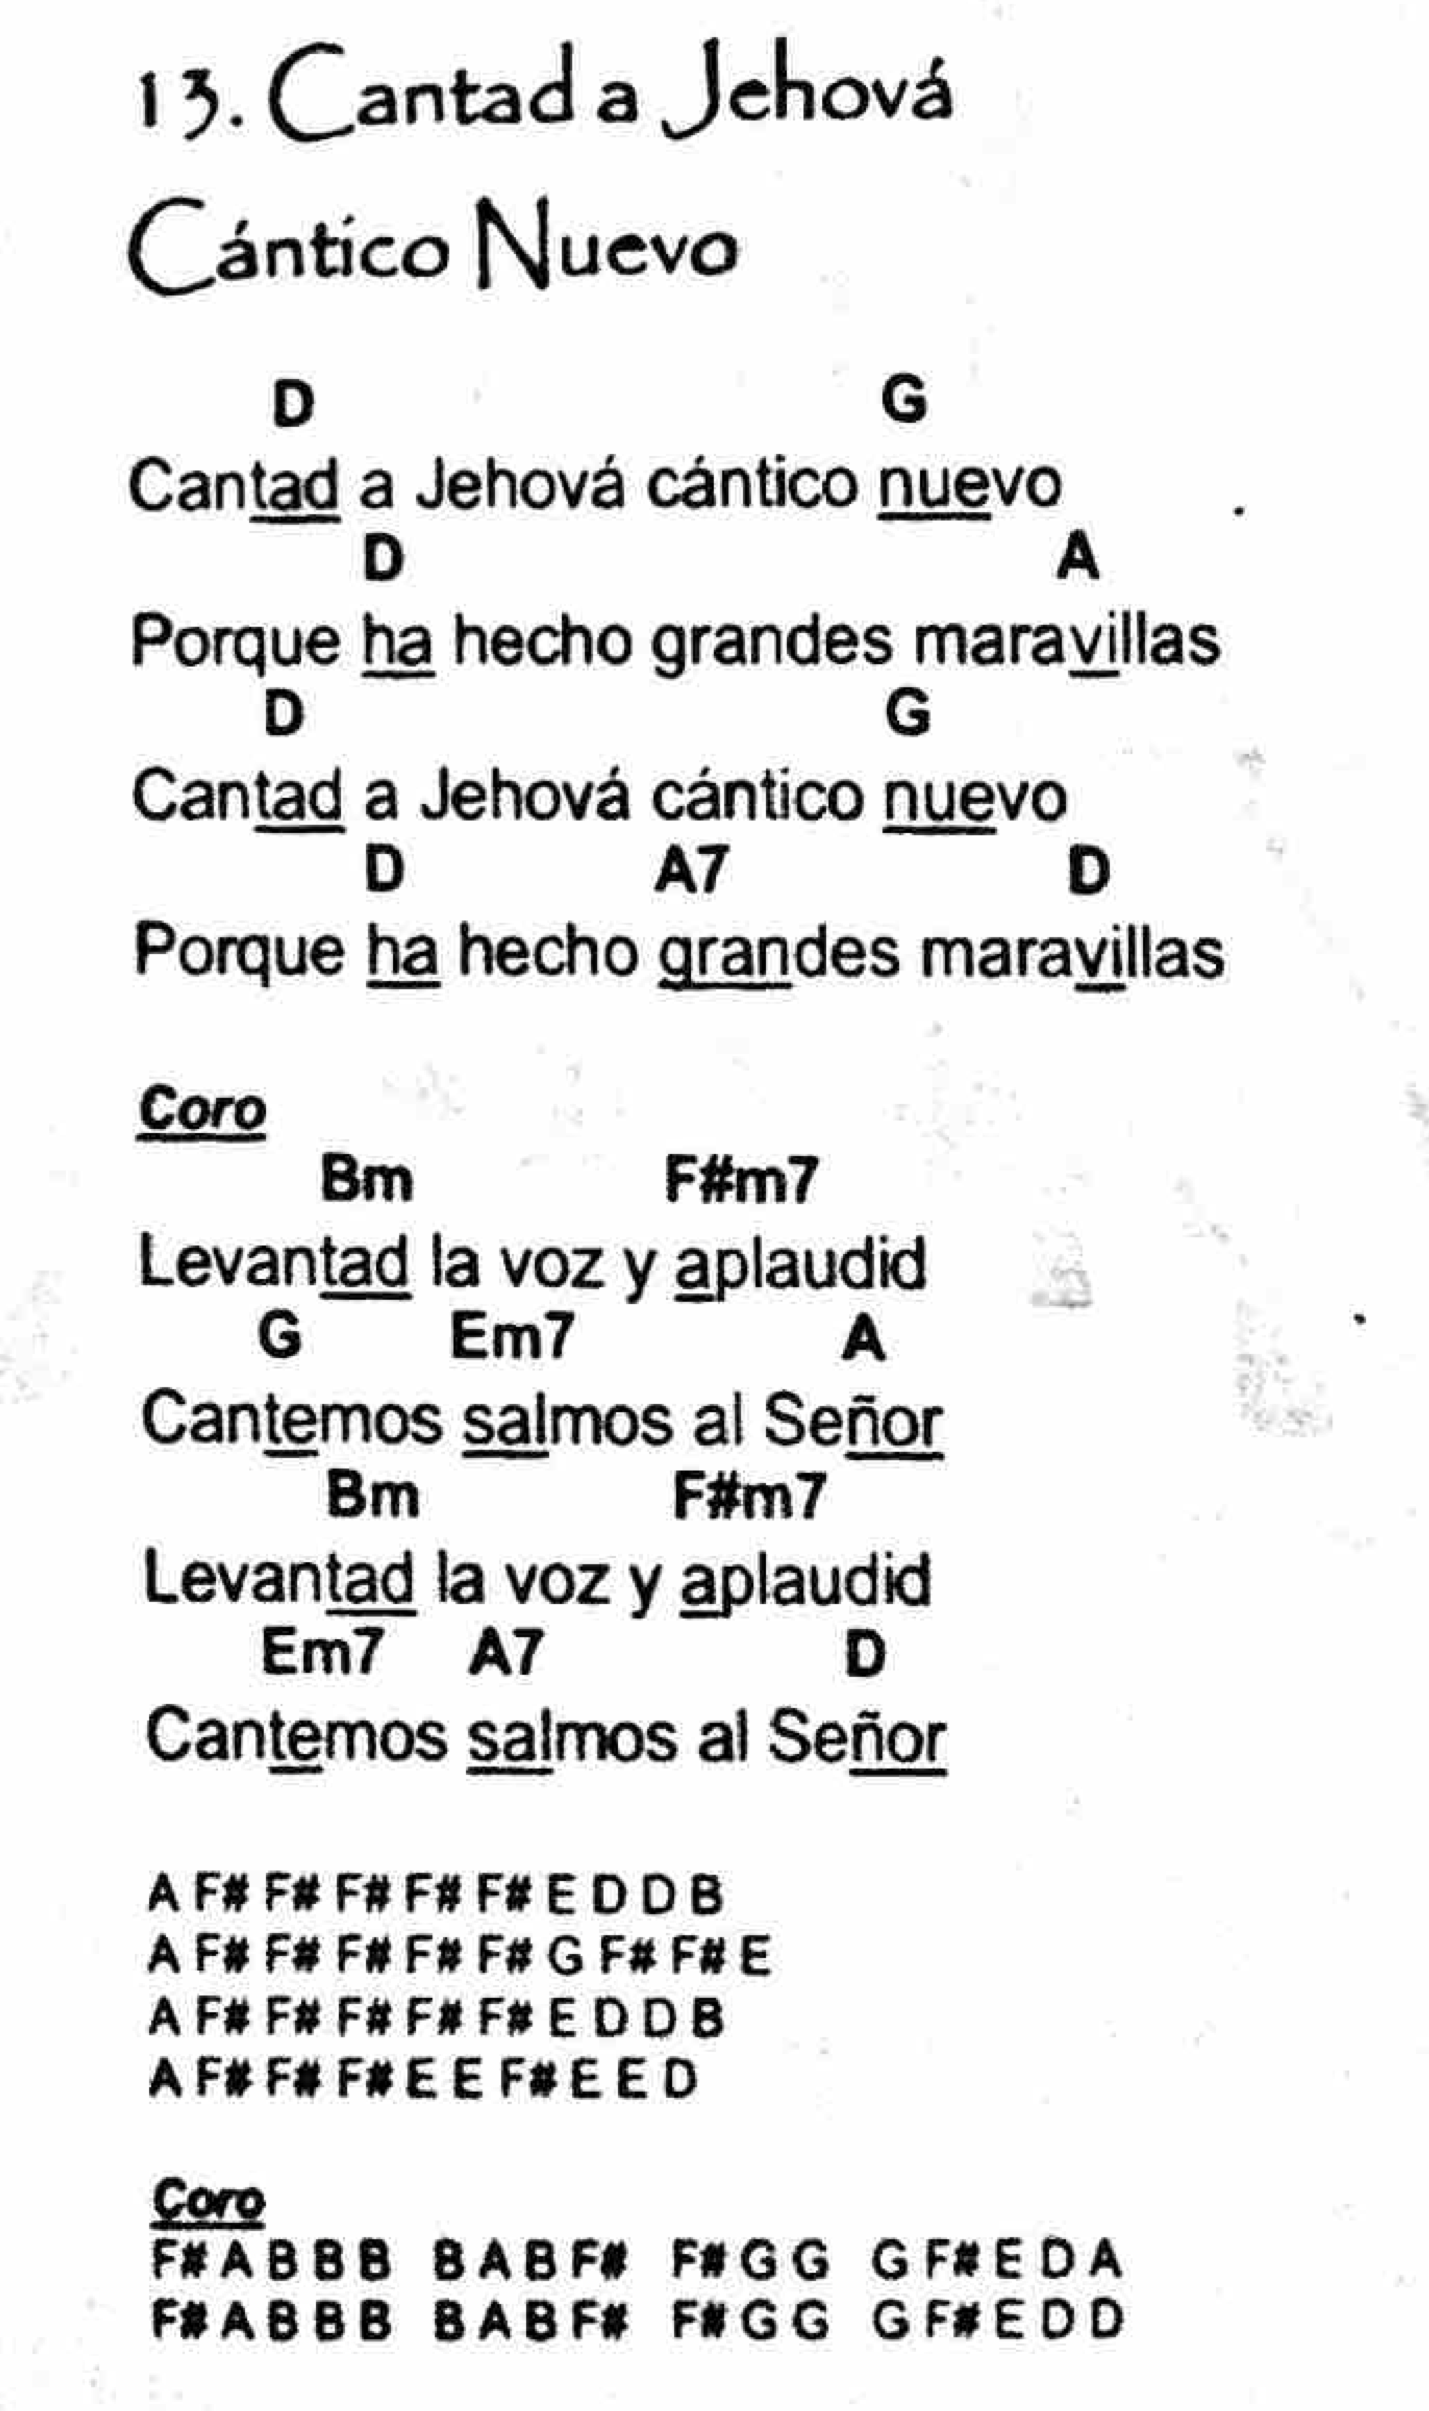 13. Cantad a Jehová
Cántico Nuevo
D G
Cantad a Jehová cántico nuevo
D A
Porque ha hecho grandes maravillas
D G
Cantad a Jehová cántico nuevo
D A7 D
Porque ha hecho grandes maravillas
Coro
Bm F#m7
Levantad la voz y aplaudid
G Em7 A
Cantemos salmos al Señor
Bm F#m7
Levantad la voz y aplaudid
Em7 A7 D
Cantemos salmos al Señor
A F# F# F# F# F# E D D B
A F# F# F# F# F# G F# F# E
A F# F# F# F# F# E D D B
A F# F# F# E E F# E E D
Coro
F# A B B B B A B F# F# G G G F# E D A
F# A B B B B A B F# F# G G G F# E D D